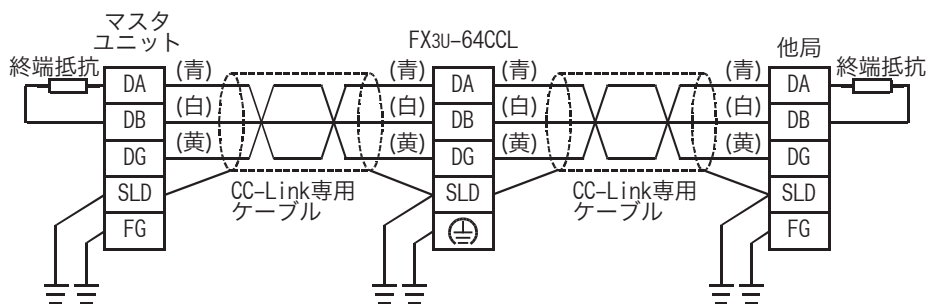 マスタ
ユニット
終端抵抗
DA
DB
DG
SLD
FG
(青)
(白)
(黄)
CC-Link専用
ケーブル
(青)
(白)
(黄)
FX3U-64CCL
DA
DB
DG
SLD
(青)
(白)
(黄)
CC-Link専用
ケーブル
(青)
(白)
(黄)
他局
DA
DB
DG
SLD
FG
終端抵抗